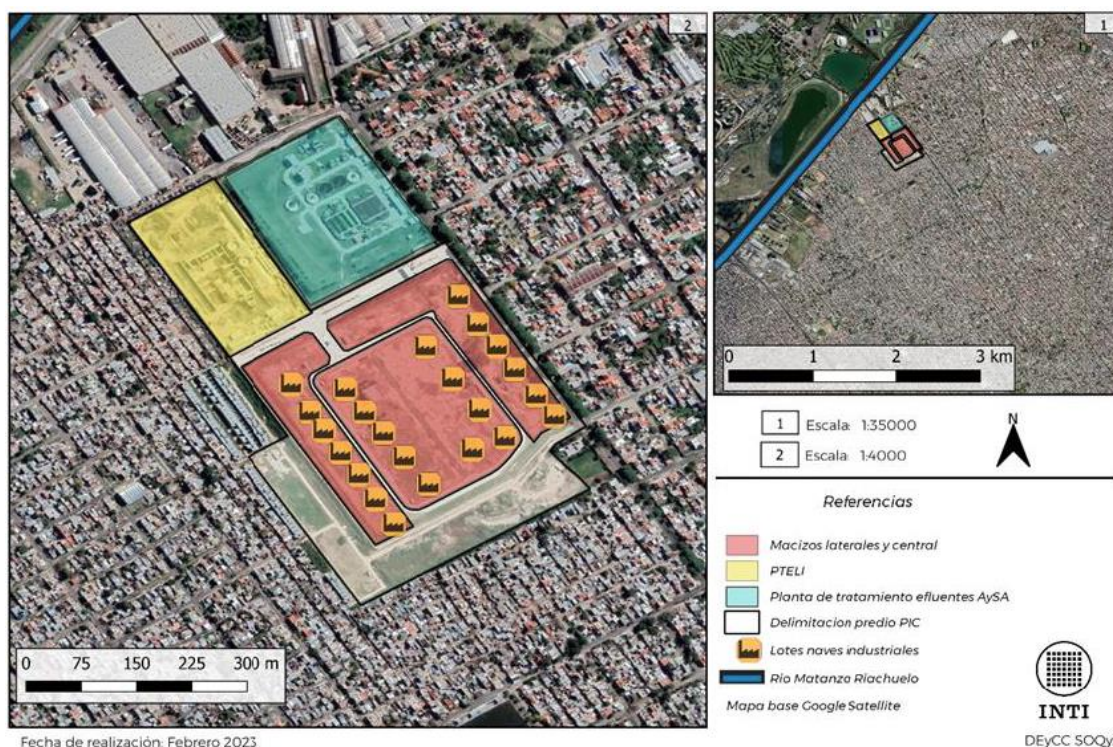 2
0 75 150 225 300 m
Fecha de realización: Febrero 2023
1
0 1 2 3 km
1 Escala: 1:35000
2 Escala: 1:4000
N
Referencias
Macizos laterales y central
PTELI
Planta de tratamiento efluentes AySA
Delimitacion predio PIC
Lotes naves industriales
Rio Matanza Riachuelo
Mapa base Google Satellite
INTI
DEyCC SOQy